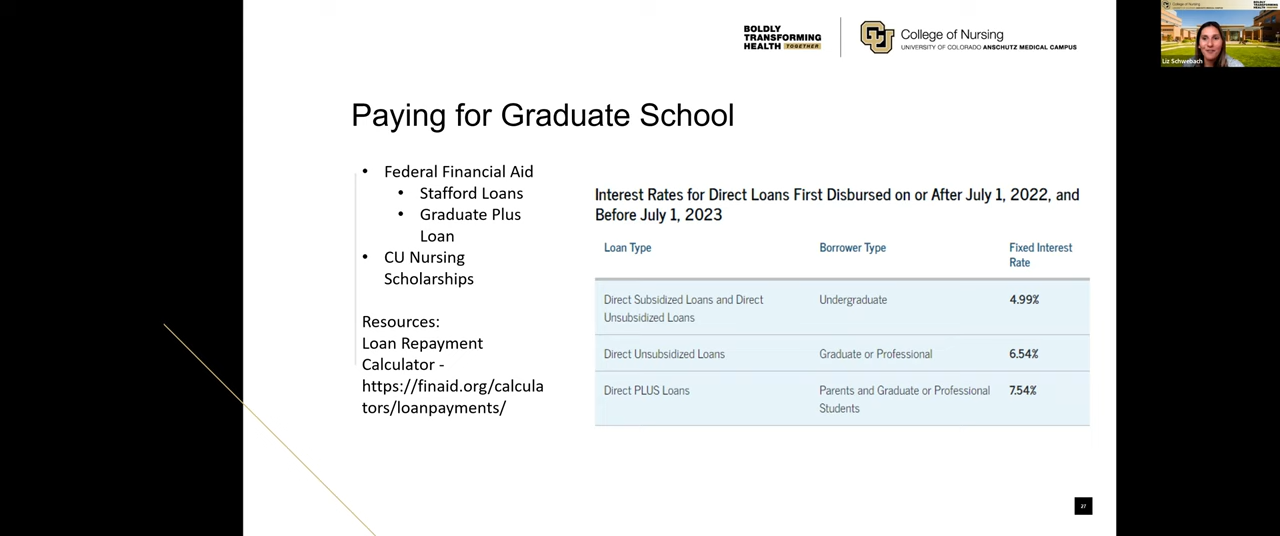 BOLDLY
TRANSFORMING
HEALTH TOGETHER
CU
College of Nursing
UNIVERSITY OF COLORADO ANSCHUTZ MEDICAL CAMPUS
Liz Schwebach
Paying for Graduate School
• Federal Financial Aid
• Stafford Loans
• Graduate Plus
Loan
• CU Nursing
Scholarships
Resources:
Loan Repayment
Calculator -
https://finaid.org/calcula
tors/loanpayments/
Interest Rates for Direct Loans First Disbursed on or After July 1, 2022, and
Before July 1, 2023
Loan Type Borrower Type Fixed Interest
Rate
Direct Subsidized Loans and Direct
Unsubsidized Loans Undergraduate 4.99%
Direct Unsubsidized Loans Graduate or Professional 6.54%
Direct PLUS Loans Parents and Graduate or Professional
Students 7.54%
27